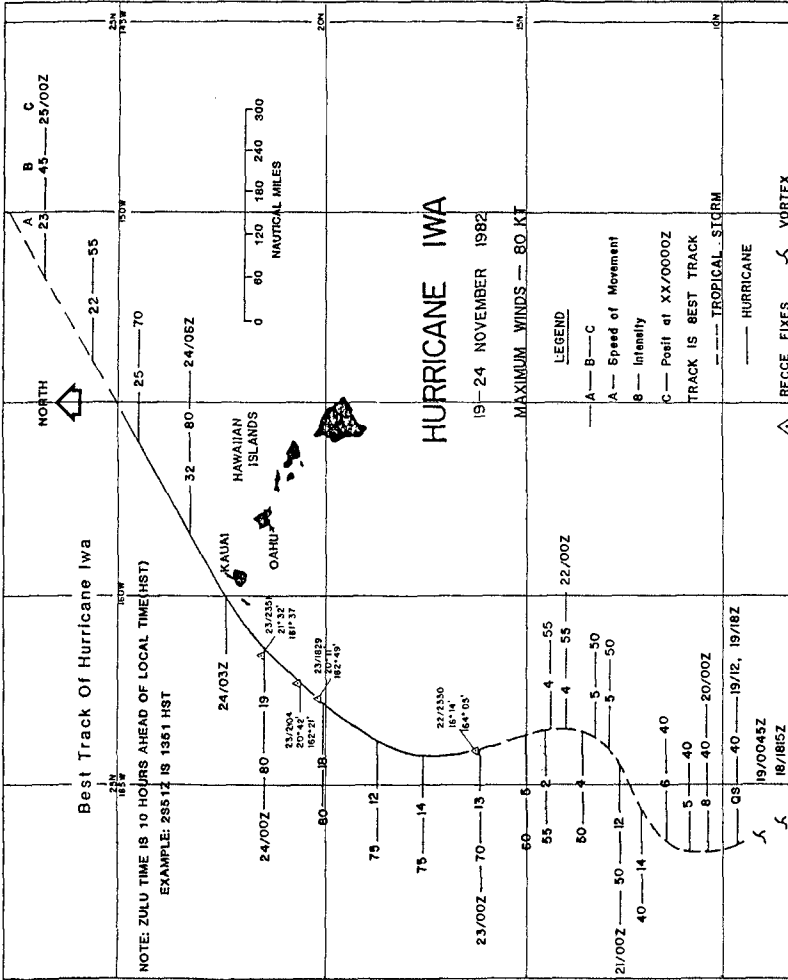 Best Track Of Hurricane Iwa
25N
165W
160W
150W
25N
145W
20N
15N
10N
NOTE: ZULU TIME IS 10 HOURS AHEAD OF LOCAL TIME(HST)
EXAMPLE: 2351Z IS 1351 HST
NORTH
A B C
23 — 45 — 25/00Z
22 — 55
25 — 70
32 — 80 — 24/06Z
24/03Z
KAUAI
OAHU
HAWAIIAN
ISLANDS
0 60 120 180 240 300
NAUTICAL MILES
24/00Z — 80 — 19
23/2351
21° 32'
161° 37
23/2104
20° 42'
162° 21'
23/1829
20° 11'
162° 49'
80 — 18
75 — 12
75 — 14
22/2330
16° 14'
164° 05'
23/00Z — 70 — 13
60 — 5
55 — 2
4 — 55
4 — 55 — 22/00Z
50 — 4
5 — 50
5 — 50
21/00Z — 50 — 12
40 — 14
6 — 40
5 — 40
8 — 40 — 20/00Z
QS — 40 — 19/12, 19/18Z
19/0045Z
18/1815Z
HURRICANE IWA
19-24 NOVEMBER 1982
MAXIMUM WINDS — 80 KT
LEGEND
A — B — C
A — Speed of Movement
B — Intensity
C — Posit at XX/0000Z
TRACK IS BEST TRACK
TROPICAL STORM
HURRICANE
RECCE FIXES
VORTEX